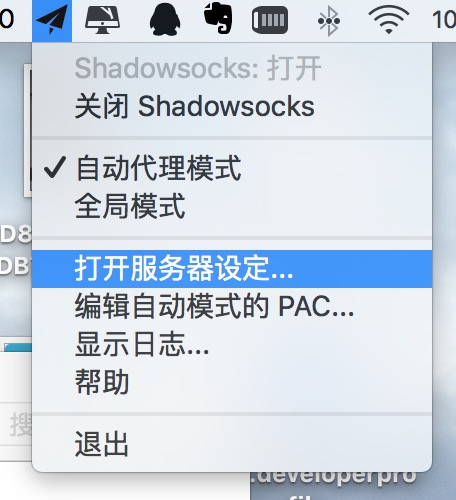 10
Shadowsocks: 打开
关闭 Shadowsocks
自动代理模式
全局模式
D8
DB
打开服务器设定...
编辑自动模式的 PAC...
显示日志...
帮助
搜
退出
.developerpro